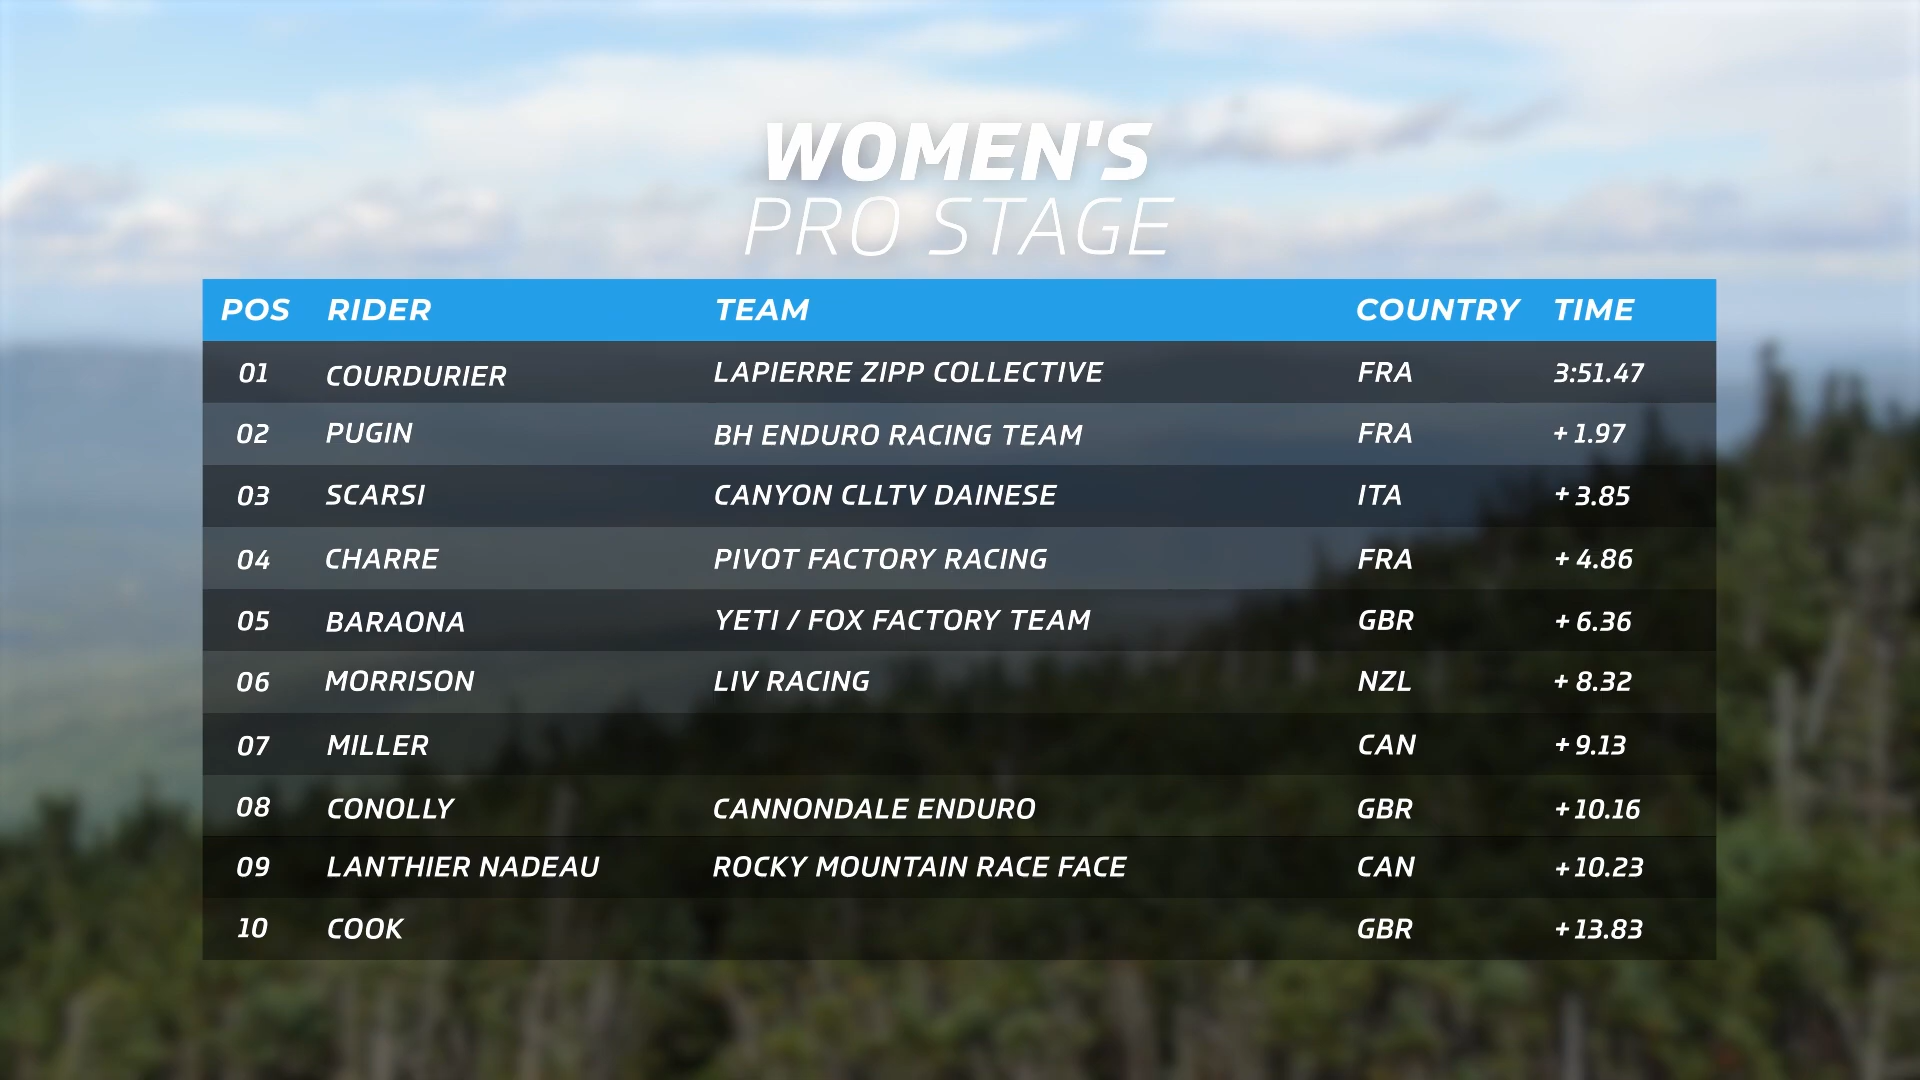 WOMEN'S
PRO STAGE
POS RIDER TEAM COUNTRY TIME
01 COURDURIER LAPIERRE ZIPP COLLECTIVE FRA 3:51.47
02 PUGIN BH ENDURO RACING TEAM FRA + 1.97
03 SCARSI CANYON CLLTV DAINESE ITA + 3.85
04 CHARRE PIVOT FACTORY RACING FRA + 4.86
05 BARAONA YETI / FOX FACTORY TEAM GBR + 6.36
06 MORRISON LIV RACING NZL + 8.32
07 MILLER CAN + 9.13
08 CONOLLY CANNONDALE ENDURO GBR + 10.16
09 LANTHIER NADEAU ROCKY MOUNTAIN RACE FACE CAN + 10.23
10 COOK GBR + 13.83